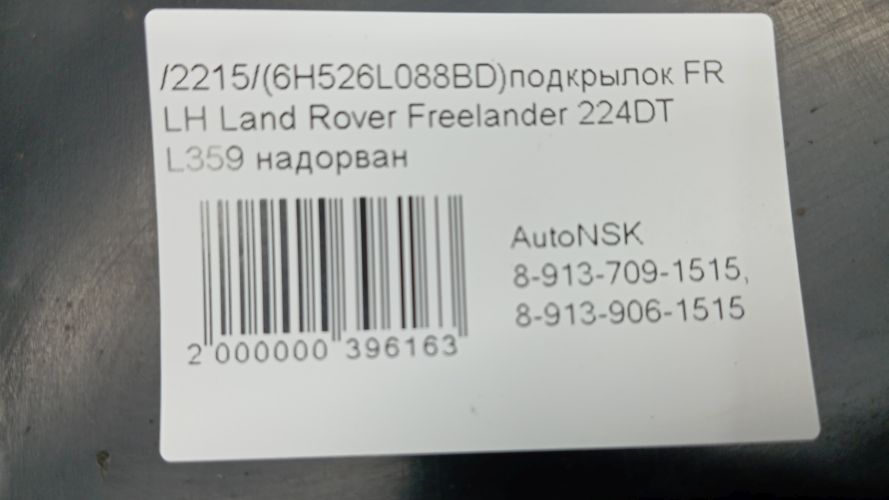 /2215/(6H526L088BD)подкрылок FR
LH Land Rover Freelander 224DT
L359 надорван
AutoNSK
8-913-709-1515,
8-913-906-1515
2 000000 396163